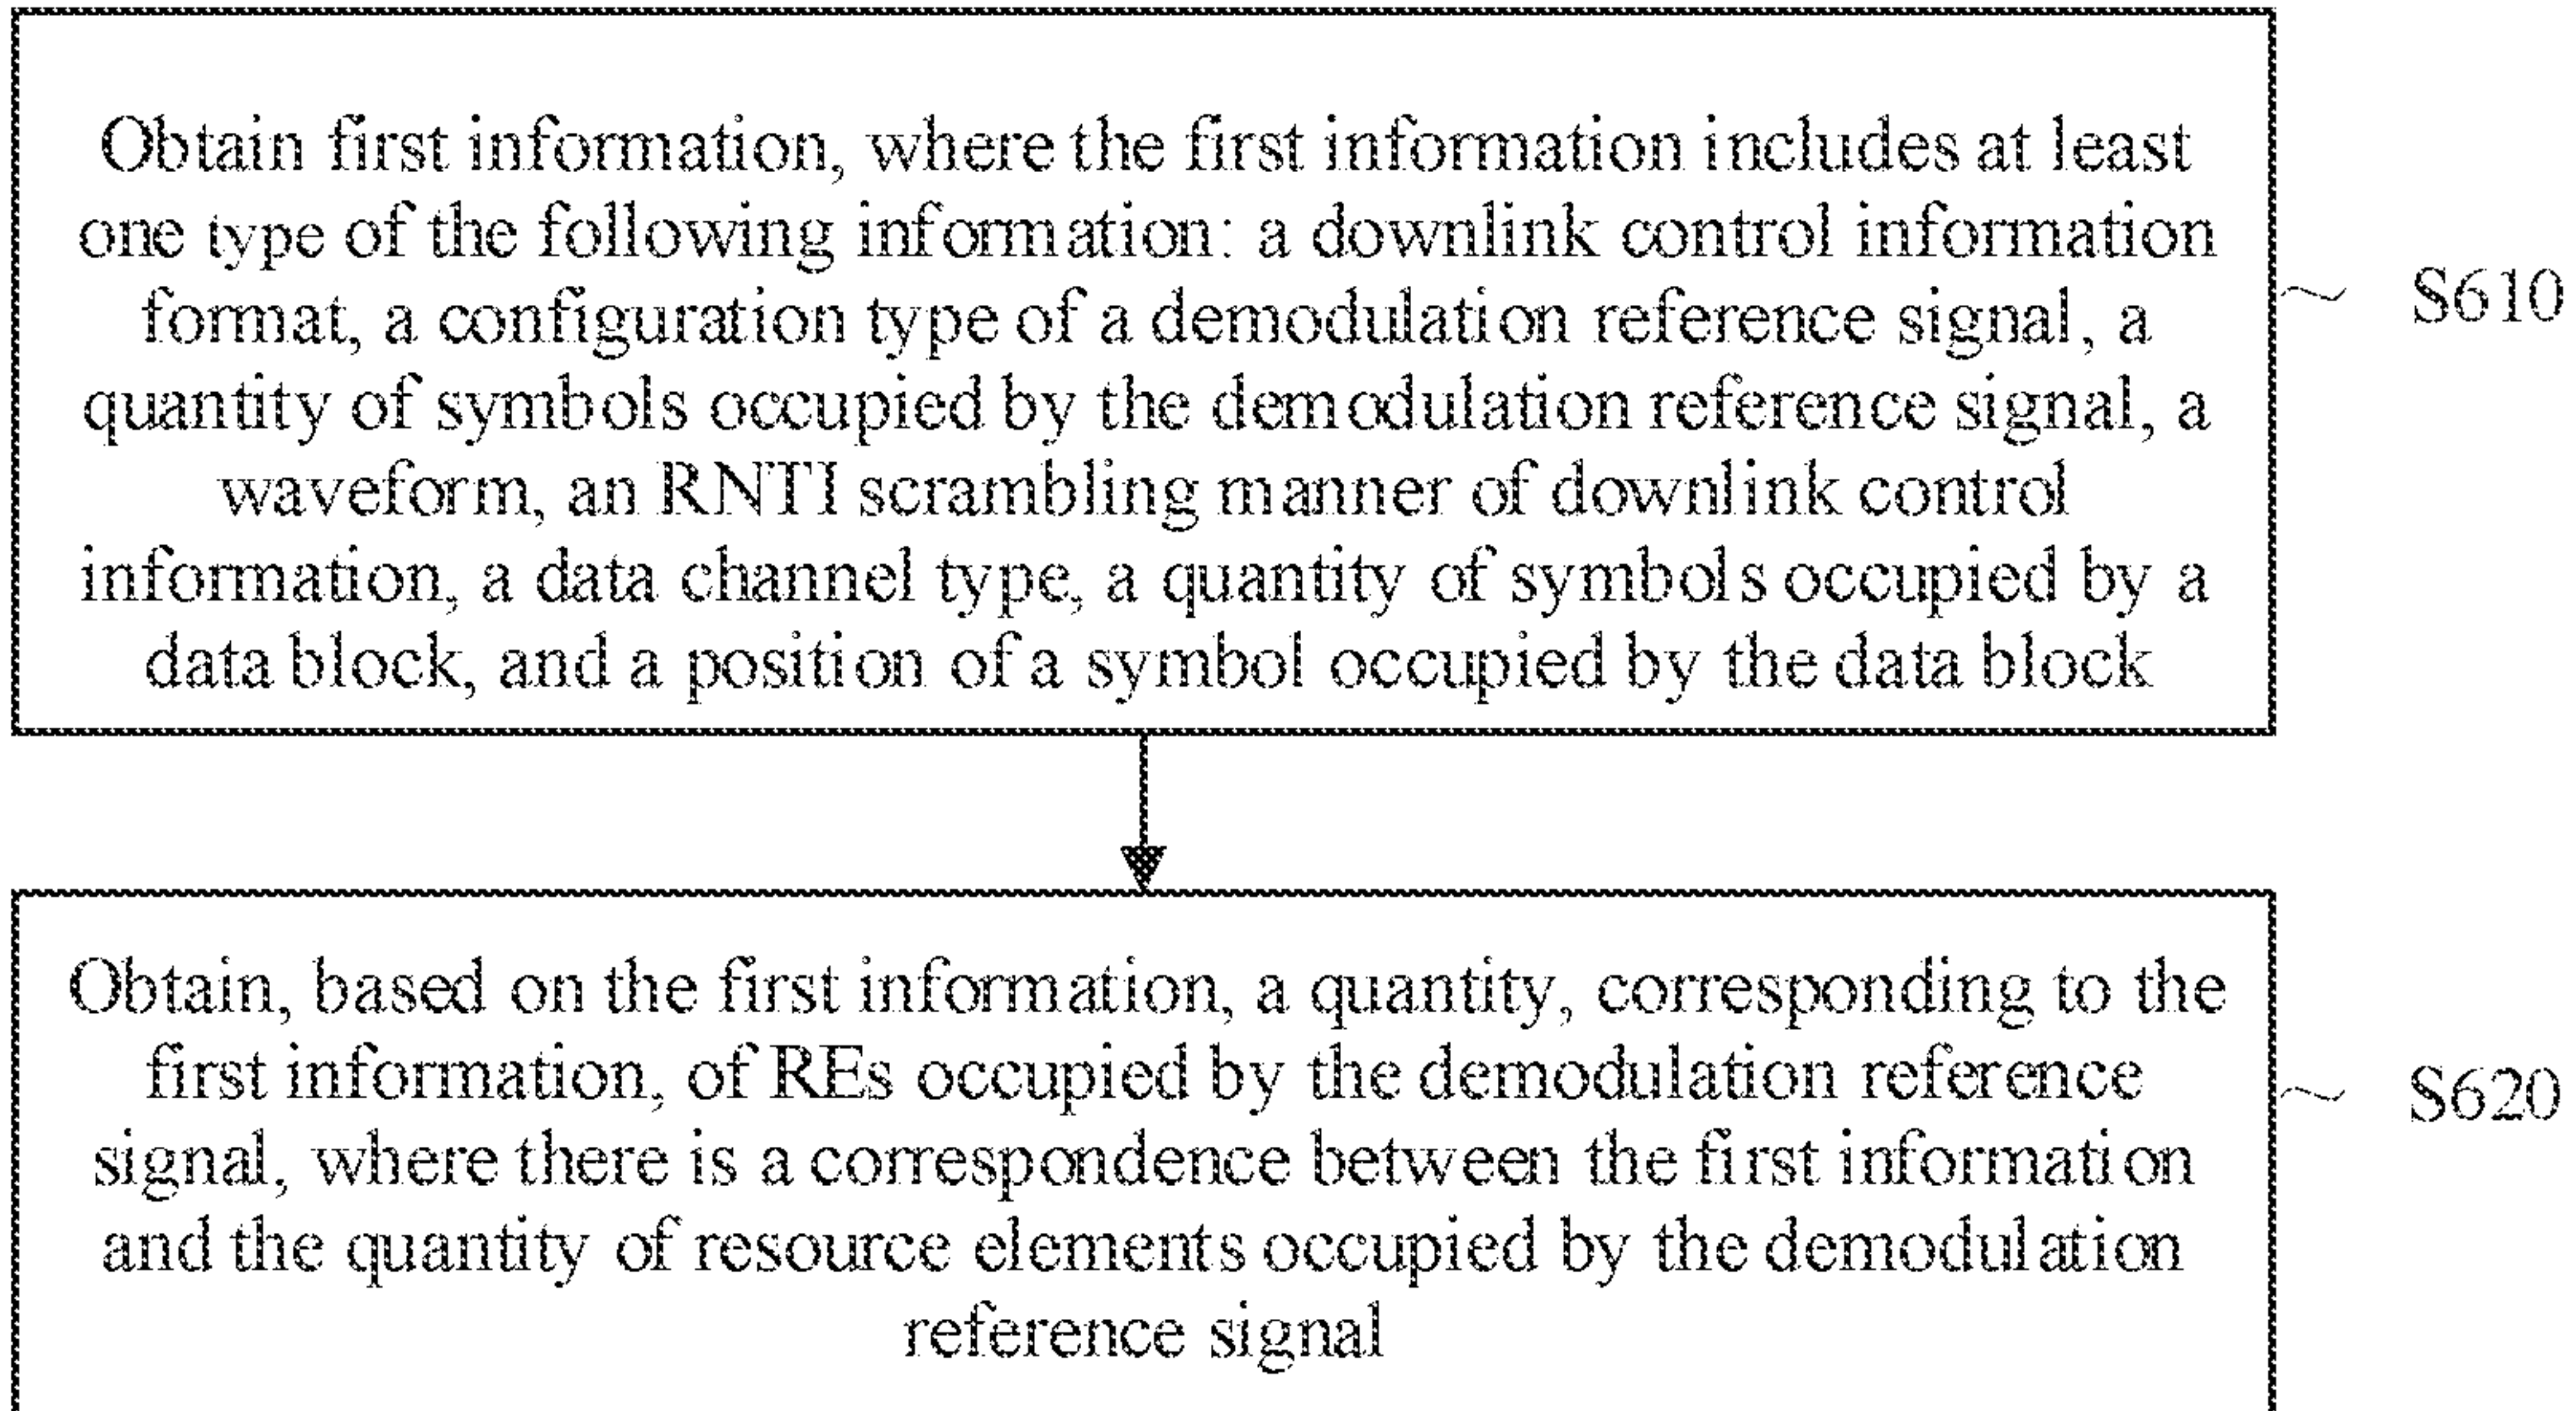 Obtain first information, where the first information includes at least
one type of the following information: a downlink control information
format, a configuration type of a demodulation reference signal, a
quantity of symbols occupied by the demodulation reference signal, a
waveform, an RNTI scrambling manner of downlink control
information, a data channel type, a quantity of symbols occupied by a
data block, and a position of a symbol occupied by the data block
S610
Obtain, based on the first information, a quantity, corresponding to the
first information, of REs occupied by the demodulation reference
signal, where there is a correspondence between the first information
and the quantity of resource elements occupied by the demodulation
reference signal
S620